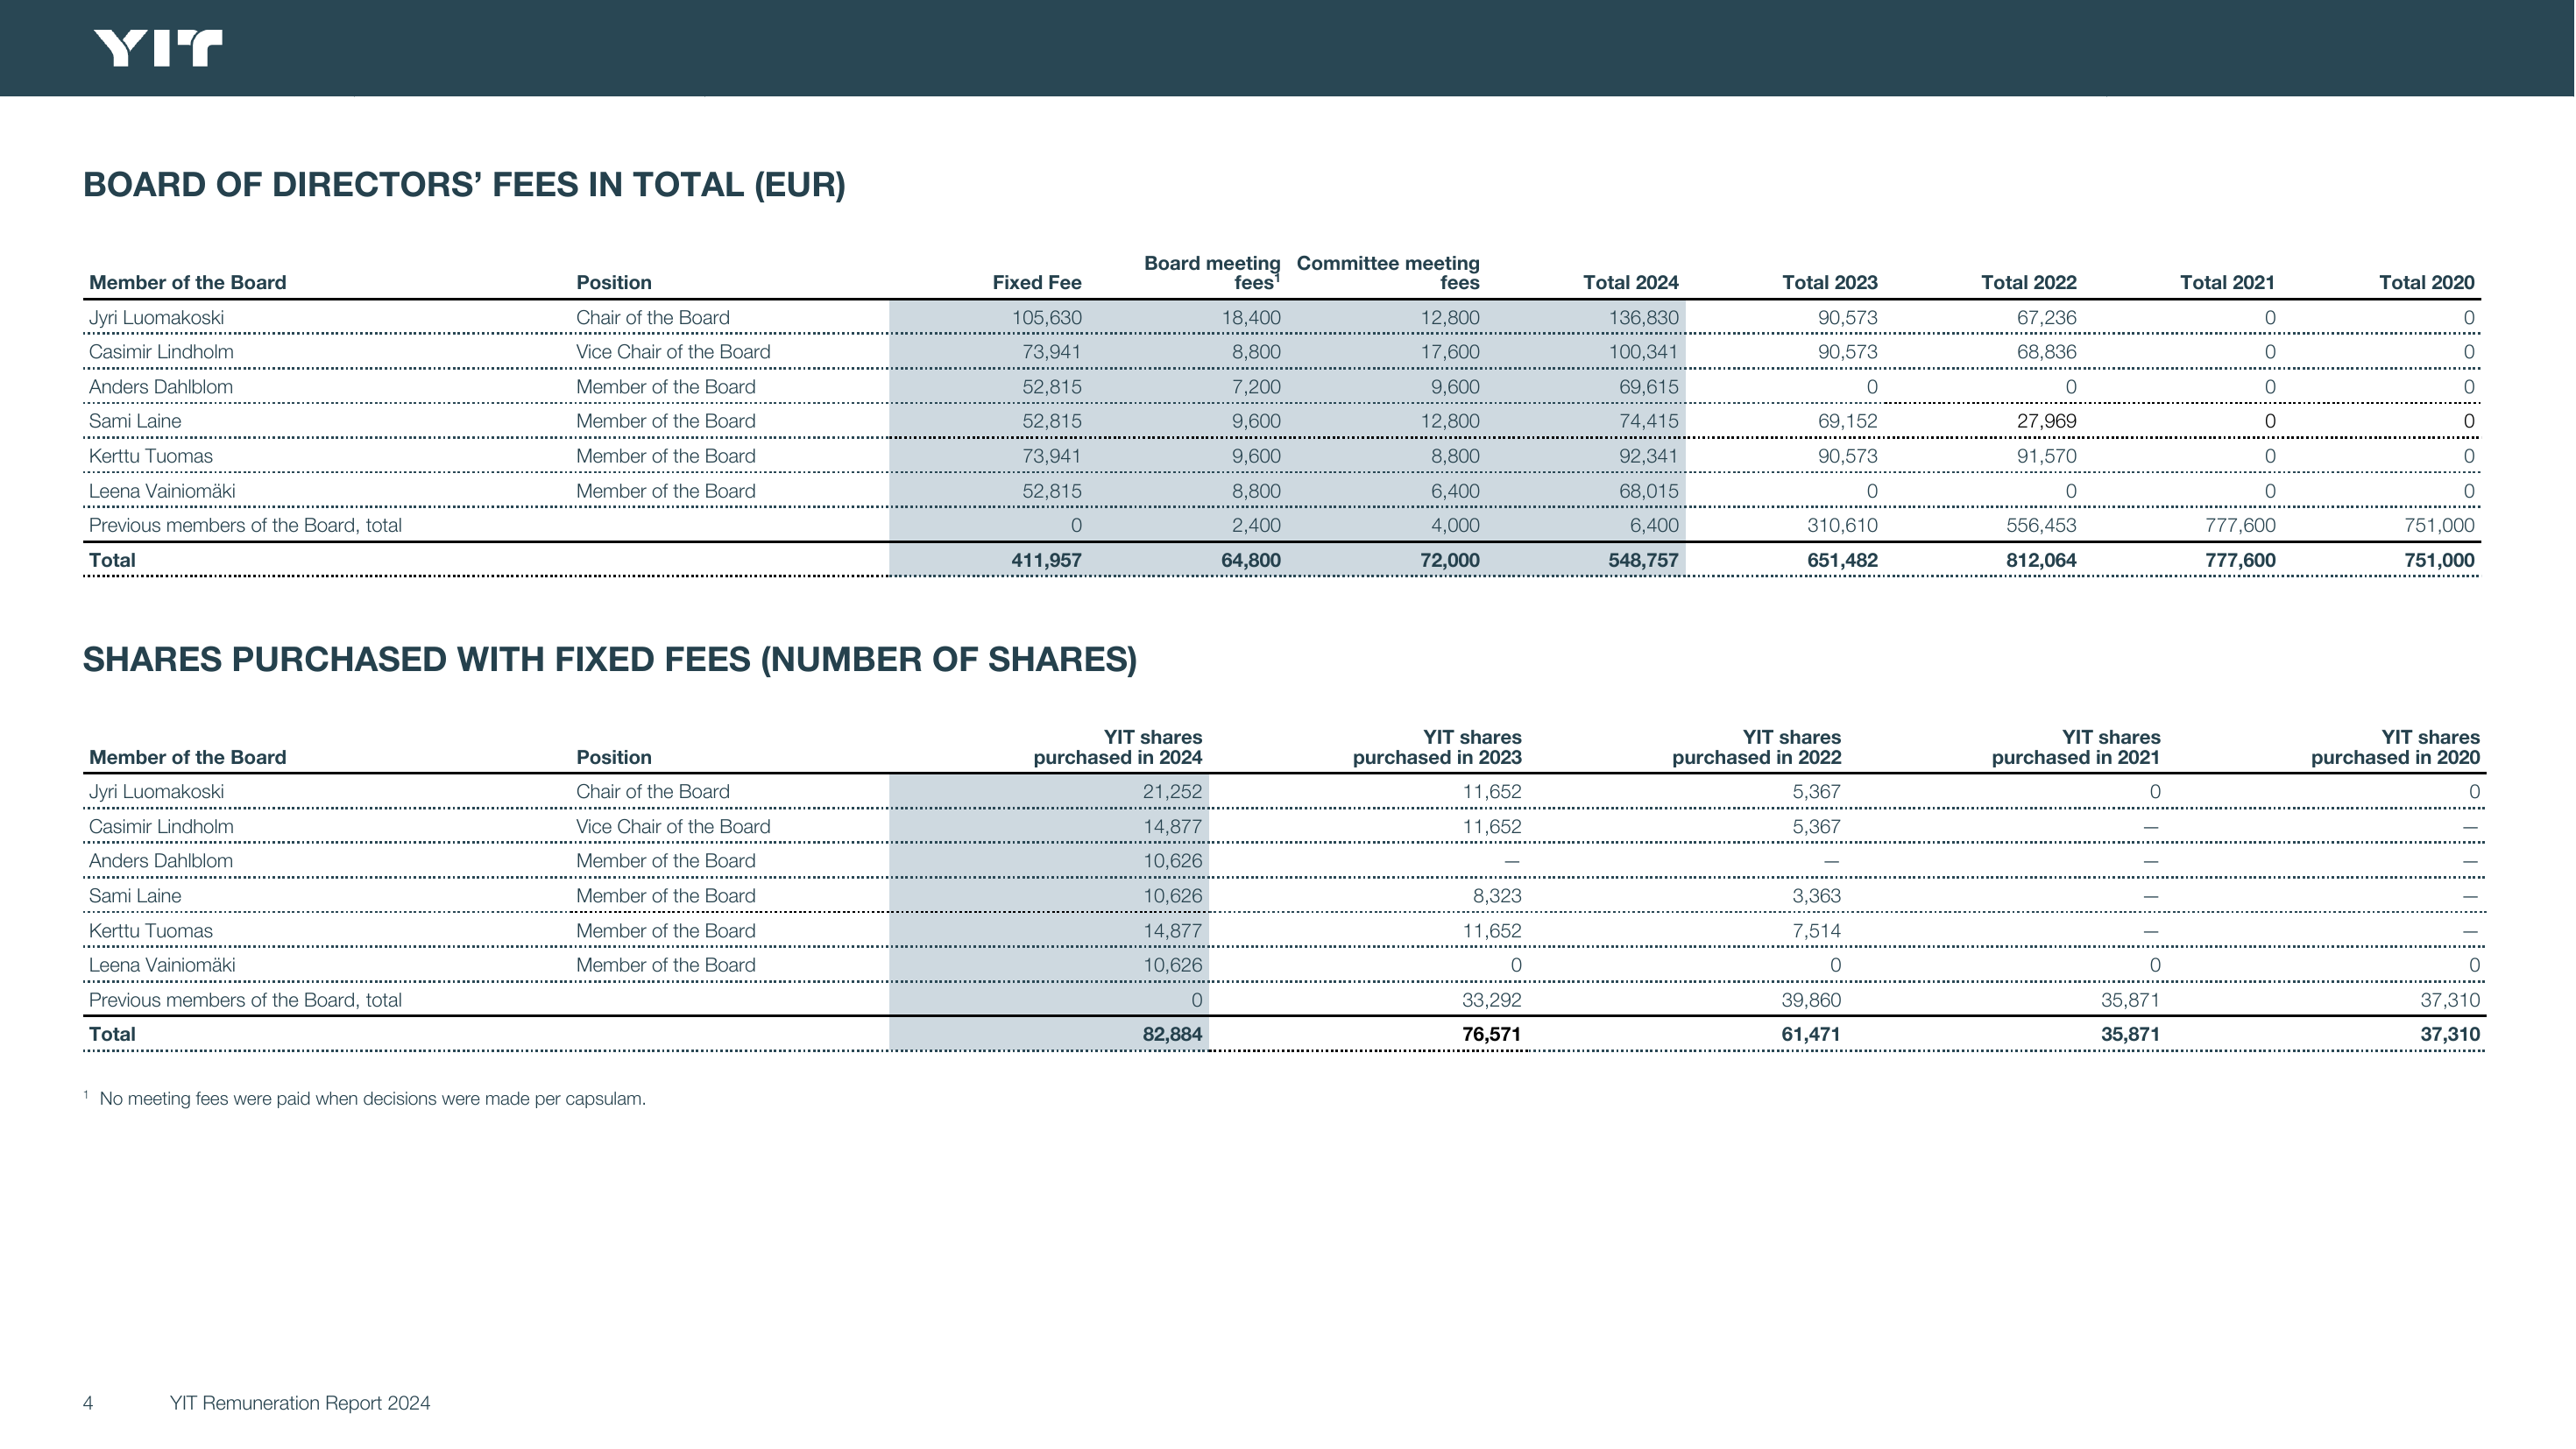 YIT
BOARD OF DIRECTORS’ FEES IN TOTAL (EUR)
Member of the Board Position Fixed Fee Board meeting fees¹ Committee meeting fees Total 2024 Total 2023 Total 2022 Total 2021 Total 2020
Jyri Luomakoski Chair of the Board 105,630 18,400 12,800 136,830 90,573 67,236 0 0
Casimir Lindholm Vice Chair of the Board 73,941 8,800 17,600 100,341 90,573 68,836 0 0
Anders Dahlblom Member of the Board 52,815 7,200 9,600 69,615 0 0 0 0
Sami Laine Member of the Board 52,815 9,600 12,800 74,415 69,152 27,969 0 0
Kerttu Tuomas Member of the Board 73,941 9,600 8,800 92,341 90,573 91,570 0 0
Leena Vainiomäki Member of the Board 52,815 8,800 6,400 68,015 0 0 0 0
Previous members of the Board, total 0 2,400 4,000 6,400 310,610 556,453 777,600 751,000
Total 411,957 64,800 72,000 548,757 651,482 812,064 777,600 751,000
SHARES PURCHASED WITH FIXED FEES (NUMBER OF SHARES)
Member of the Board Position YIT shares purchased in 2024 YIT shares purchased in 2023 YIT shares purchased in 2022 YIT shares purchased in 2021 YIT shares purchased in 2020
Jyri Luomakoski Chair of the Board 21,252 11,652 5,367 0 0
Casimir Lindholm Vice Chair of the Board 14,877 11,652 5,367 — —
Anders Dahlblom Member of the Board 10,626 — — — —
Sami Laine Member of the Board 10,626 8,323 3,363 — —
Kerttu Tuomas Member of the Board 14,877 11,652 7,514 — —
Leena Vainiomäki Member of the Board 10,626 0 0 0 0
Previous members of the Board, total 0 33,292 39,860 35,871 37,310
Total 82,884 76,571 61,471 35,871 37,310
¹ No meeting fees were paid when decisions were made per capsulam.
4 YIT Remuneration Report 2024